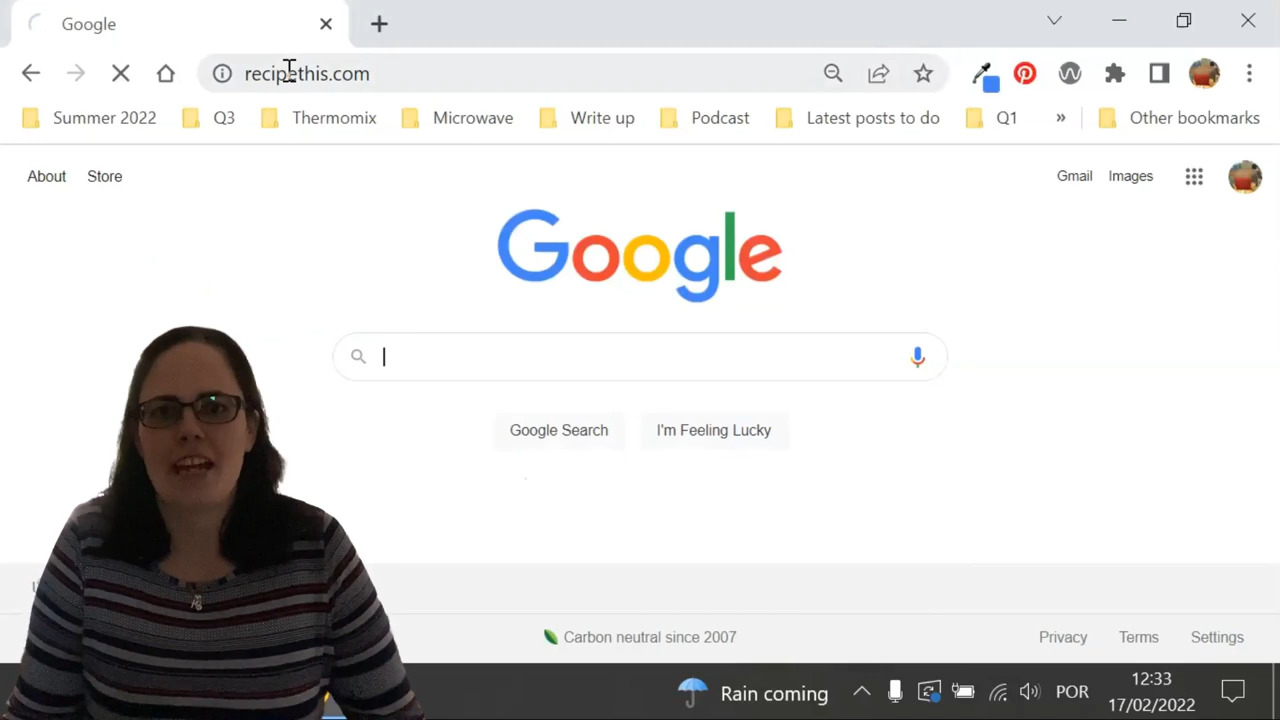 Google
recipethis.com
Summer 2022 Q3 Thermomix Microwave Write up Podcast Latest posts to do Q1 » Other bookmarks
About Store Gmail Images
Google
Google Search I'm Feeling Lucky
Carbon neutral since 2007 Privacy Terms Settings
Rain coming POR 12:33
17/02/2022